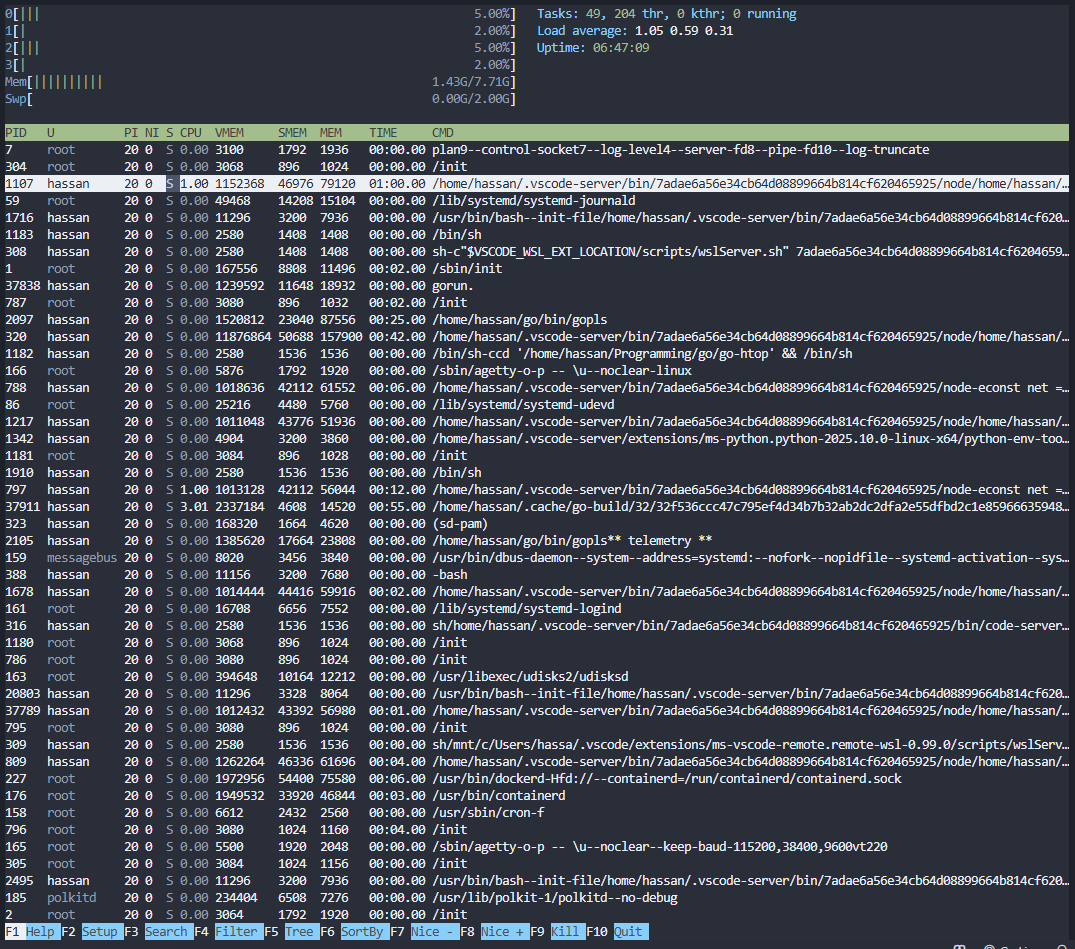 0[||| 5.00%] Tasks: 49, 204 thr, 0 kthr; 0 running
1[| 2.00%] Load average: 1.05 0.59 0.31
2[||| 5.00%] Uptime: 06:47:09
3[| 2.00%]
Mem[|||||||||| 1.43G/7.71G]
Swp[ 0.00G/2.00G]
PID U PI NI S CPU VMEM SMEM MEM TIME CMD
7 root 20 0 S 0.00 3100 1792 1936 00:00.00 plan9--control-socket7--log-level4--server-fd8--pipe-fd10--log-truncate
304 root 20 0 S 0.00 3068 896 1024 00:00.00 /init
1107 hassan 20 0 S 1.00 1152368 46976 79120 01:00.00 /home/hassan/.vscode-server/bin/7adae6a56e34cb64d08899664b814cf620465925/node/home/hassan/…
59 root 20 0 S 0.00 49468 14208 15104 00:00.00 /lib/systemd/systemd-journald
1716 hassan 20 0 S 0.00 11296 3200 7936 00:00.00 /usr/bin/bash--init-file/home/hassan/.vscode-server/bin/7adae6a56e34cb64d08899664b814cf620…
1183 hassan 20 0 S 0.00 2580 1408 1408 00:00.00 /bin/sh
308 hassan 20 0 S 0.00 2580 1408 1408 00:00.00 sh-c"$VSCODE_WSL_EXT_LOCATION/scripts/wslServer.sh" 7adae6a56e34cb64d08899664b814cf6204659…
1 root 20 0 S 0.00 167556 8808 11496 00:02.00 /sbin/init
37838 hassan 20 0 S 0.00 1239592 11648 18932 00:00.00 gorun.
787 root 20 0 S 0.00 3080 896 1032 00:02.00 /init
2097 hassan 20 0 S 0.00 1520812 23040 87556 00:25.00 /home/hassan/go/bin/gopls
320 hassan 20 0 S 0.00 11876864 50688 157900 00:42.00 /home/hassan/.vscode-server/bin/7adae6a56e34cb64d08899664b814cf620465925/node/home/hassan/…
1182 hassan 20 0 S 0.00 2580 1536 1536 00:00.00 /bin/sh-ccd '/home/hassan/Programming/go/go-htop' && /bin/sh
166 root 20 0 S 0.00 5876 1792 1920 00:00.00 /sbin/agetty-o-p -- \u--noclear-linux
788 hassan 20 0 S 0.00 1018636 42112 61552 00:06.00 /home/hassan/.vscode-server/bin/7adae6a56e34cb64d08899664b814cf620465925/node-econst net =…
86 root 20 0 S 0.00 25216 4480 5760 00:00.00 /lib/systemd/systemd-udevd
1217 hassan 20 0 S 0.00 1011048 43776 51936 00:00.00 /home/hassan/.vscode-server/bin/7adae6a56e34cb64d08899664b814cf620465925/node/home/hassan/…
1342 hassan 20 0 S 0.00 4904 3200 3860 00:00.00 /home/hassan/.vscode-server/extensions/ms-python.python-2025.10.0-linux-x64/python-env-too…
1181 root 20 0 S 0.00 3084 896 1028 00:00.00 /init
1910 hassan 20 0 S 0.00 2580 1536 1536 00:00.00 /bin/sh
797 hassan 20 0 S 1.00 1013128 42112 56044 00:12.00 /home/hassan/.vscode-server/bin/7adae6a56e34cb64d08899664b814cf620465925/node-econst net =…
37911 hassan 20 0 S 3.01 2337184 4608 14520 00:55.00 /home/hassan/.cache/go-build/32/32f536ccc47c795ef4d34b7b32ab2dc2dfa2e55dfbd2c1e85966635948…
323 hassan 20 0 S 0.00 168320 1664 4620 00:00.00 (sd-pam)
2105 hassan 20 0 S 0.00 1385620 17664 23808 00:00.00 /home/hassan/go/bin/gopls** telemetry **
159 messagebus 20 0 S 0.00 8020 3456 3840 00:00.00 /usr/bin/dbus-daemon--system--address=systemd:--nofork--nopidfile--systemd-activation--sys…
388 hassan 20 0 S 0.00 11156 3200 7680 00:00.00 -bash
1678 hassan 20 0 S 0.00 1014444 44416 59916 00:02.00 /home/hassan/.vscode-server/bin/7adae6a56e34cb64d08899664b814cf620465925/node/home/hassan/…
161 root 20 0 S 0.00 16708 6656 7552 00:00.00 /lib/systemd/systemd-logind
316 hassan 20 0 S 0.00 2580 1536 1536 00:00.00 sh/home/hassan/.vscode-server/bin/7adae6a56e34cb64d08899664b814cf620465925/bin/code-server…
1180 root 20 0 S 0.00 3068 896 1024 00:00.00 /init
786 root 20 0 S 0.00 3080 896 1024 00:00.00 /init
163 root 20 0 S 0.00 394648 10164 12212 00:00.00 /usr/libexec/udisks2/udisksd
20803 hassan 20 0 S 0.00 11296 3328 8064 00:00.00 /usr/bin/bash--init-file/home/hassan/.vscode-server/bin/7adae6a56e34cb64d08899664b814cf620…
37789 hassan 20 0 S 0.00 1012432 43392 56980 00:01.00 /home/hassan/.vscode-server/bin/7adae6a56e34cb64d08899664b814cf620465925/node/home/hassan/…
795 root 20 0 S 0.00 3080 896 1024 00:00.00 /init
309 hassan 20 0 S 0.00 2580 1536 1536 00:00.00 sh/mnt/c/Users/hassa/.vscode/extensions/ms-vscode-remote.remote-wsl-0.99.0/scripts/wslServ…
809 hassan 20 0 S 0.00 1262264 46336 61696 00:04.00 /home/hassan/.vscode-server/bin/7adae6a56e34cb64d08899664b814cf620465925/node/home/hassan/…
227 root 20 0 S 0.00 1972956 54400 75580 00:06.00 /usr/bin/dockerd-Hfd://--containerd=/run/containerd/containerd.sock
176 root 20 0 S 0.00 1949532 33920 46844 00:03.00 /usr/bin/containerd
158 root 20 0 S 0.00 6612 2432 2560 00:00.00 /usr/sbin/cron-f
796 root 20 0 S 0.00 3080 1024 1160 00:04.00 /init
165 root 20 0 S 0.00 5500 1920 2048 00:00.00 /sbin/agetty-o-p -- \u--noclear--keep-baud-115200,38400,9600vt220
305 root 20 0 S 0.00 3084 1024 1156 00:00.00 /init
2495 hassan 20 0 S 0.00 11296 3200 7936 00:00.00 /usr/bin/bash--init-file/home/hassan/.vscode-server/bin/7adae6a56e34cb64d08899664b814cf620…
185 polkitd 20 0 S 0.00 234404 6508 7276 00:00.00 /usr/lib/polkit-1/polkitd--no-debug
2 root 20 0 S 0.00 3064 1792 1920 00:00.00 /init
F1 Help F2 Setup F3 Search F4 Filter F5 Tree F6 SortBy F7 Nice - F8 Nice + F9 Kill F10 Quit